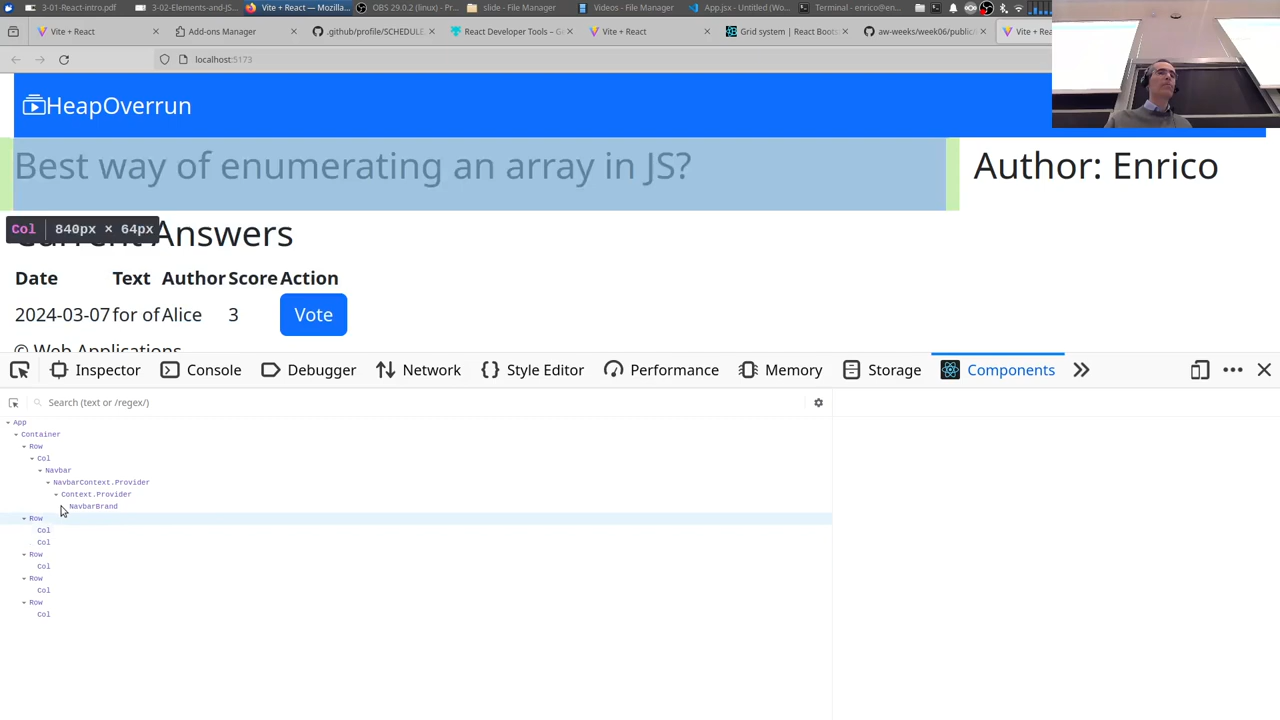 3-01-React-intro.pdf
3-02-Elements-and-JS...
Vite + React — Mozilla...
OBS 29.0.2 (linux) - Pr...
slide - File Manager
Videos - File Manager
App.jsx - Untitled (Wo...
Terminal - enrico@en...
Vite + React
Add-ons Manager
.github/profile/SCHEDULE
React Developer Tools – G
Vite + React
Grid system | React Boots
aw-weeks/week06/public/
Vite + Rea
localhost:5173
HeapOverrun
Best way of enumerating an array in JS?
Author: Enrico
Col 840px × 64px
Current Answers
Date Text Author Score Action
2024-03-07 for of Alice 3 Vote
© Web Applications
Inspector Console Debugger Network Style Editor Performance Memory Storage Components
Search (text or /regex/)
App
Container
Row
Col
Navbar
NavbarContext.Provider
Context.Provider
NavbarBrand
Row
Col
Col
Row
Col
Row
Col
Row
Col